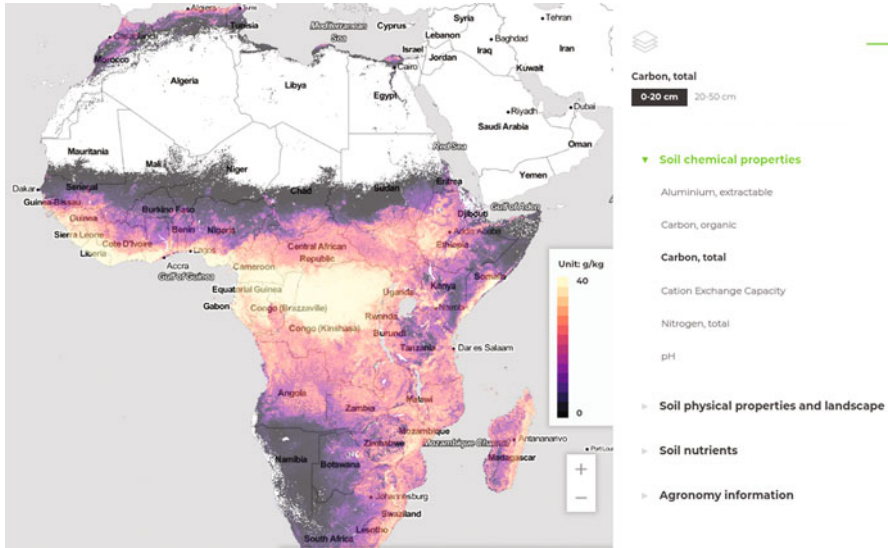 Algiers
Tunis
Tunisia
Mediterranean
Sea
Cyprus
Syria
Tehran
Lebanon
Baghdad
Israel
Iraq
Iran
Casablanca
Morocco
Jordan
Cairo
Kuwait
Algeria
Libya
Egypt
Riyadh
Dubai
Saudi Arabia
Oman
Red Sea
Mauritania
Mali
Niger
Yemen
Dakar
Senegal
Chad
Sudan
Eritrea
Gulf of Aden
Guinea-Bissau
Burkina Faso
Djibouti
Guinea
Benin
Nigeria
Addis Ababa
Sierra Leone
Cote D'Ivoire
Lagos
Central African
Republic
Ethiopia
Liberia
Accra
Gulf of Guinea
Cameroon
Somalia
Equatorial Guinea
Uganda
Kenya
Gabon
Congo (Brazzaville)
Nairobi
Rwanda
Congo (Kinshasa)
Burundi
Tanzania
Dar es Salaam
Angola
Malawi
Zambia
Mozambique
Zimbabwe
Mozambique Channel
Antananarivo
Madagascar
Port Lou
Namibia
Botswana
Johannesburg
Swaziland
Lesotho
South Africa
Unit: g/kg
40
0
+
−
Carbon, total
0-20 cm 20-50 cm
Soil chemical properties
Aluminium, extractable
Carbon, organic
Carbon, total
Cation Exchange Capacity
Nitrogen, total
pH
Soil physical properties and landscape
Soil nutrients
Agronomy information